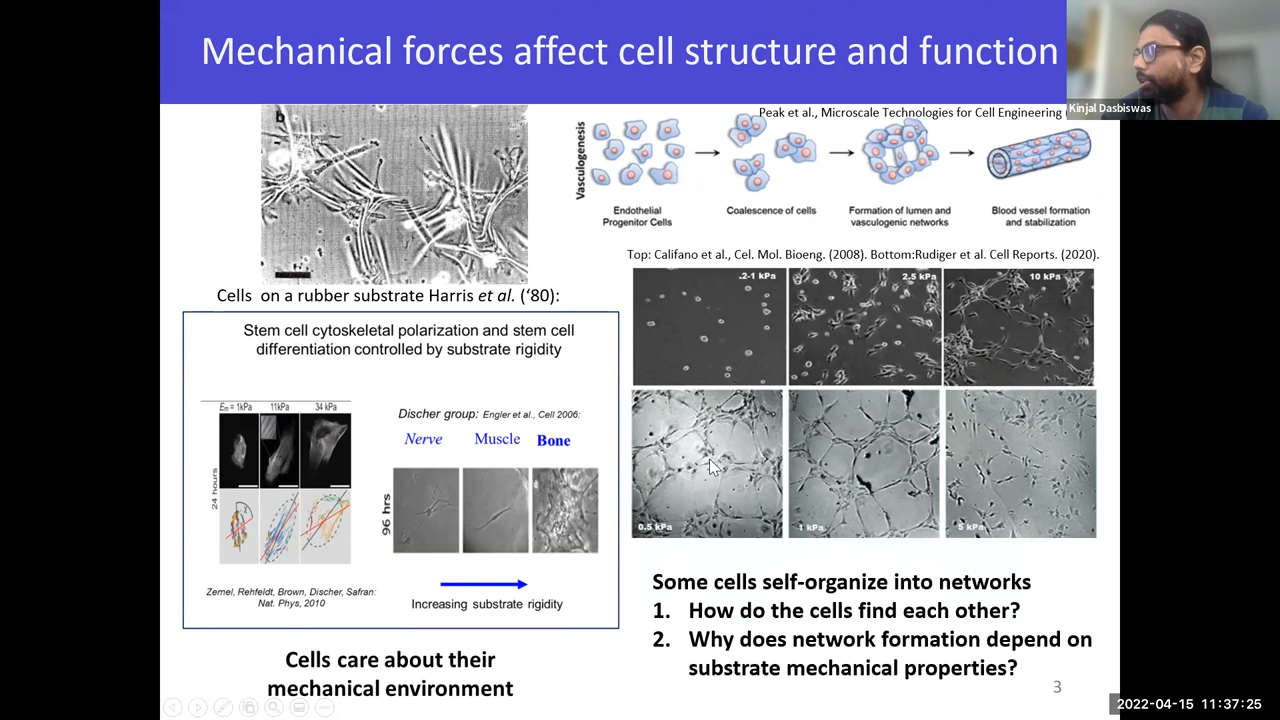 Mechanical forces affect cell structure and function
Kinjal Dasbiswas
b
Cells on a rubber substrate Harris et al. (‘80):
Stem cell cytoskeletal polarization and stem cell
differentiation controlled by substrate rigidity
Em = 1kPa 11kPa 34 kPa
24 hours
Discher group: Engler et al., Cell 2006:
Nerve Muscle Bone
96 hrs
Zemel, Rehfeldt, Brown, Discher, Safran:
Nat. Phys, 2010
Increasing substrate rigidity
Cells care about their
mechanical environment
Peak et al., Microscale Technologies for Cell Engineering
Vasculogenesis
Endothelial
Progenitor Cells
Coalescence of cells
Formation of lumen and
vasculogenic networks
Blood vessel formation
and stabilization
Top: Califano et al., Cel. Mol. Bioeng. (2008). Bottom:Rudiger et al. Cell Reports. (2020).
.2-1 kPa 2.5 kPa 10 kPa
0.5 kPa 1 kPa 5 kPa
Some cells self-organize into networks
1. How do the cells find each other?
2. Why does network formation depend on
substrate mechanical properties?
3
2022-04-15 11:37:25